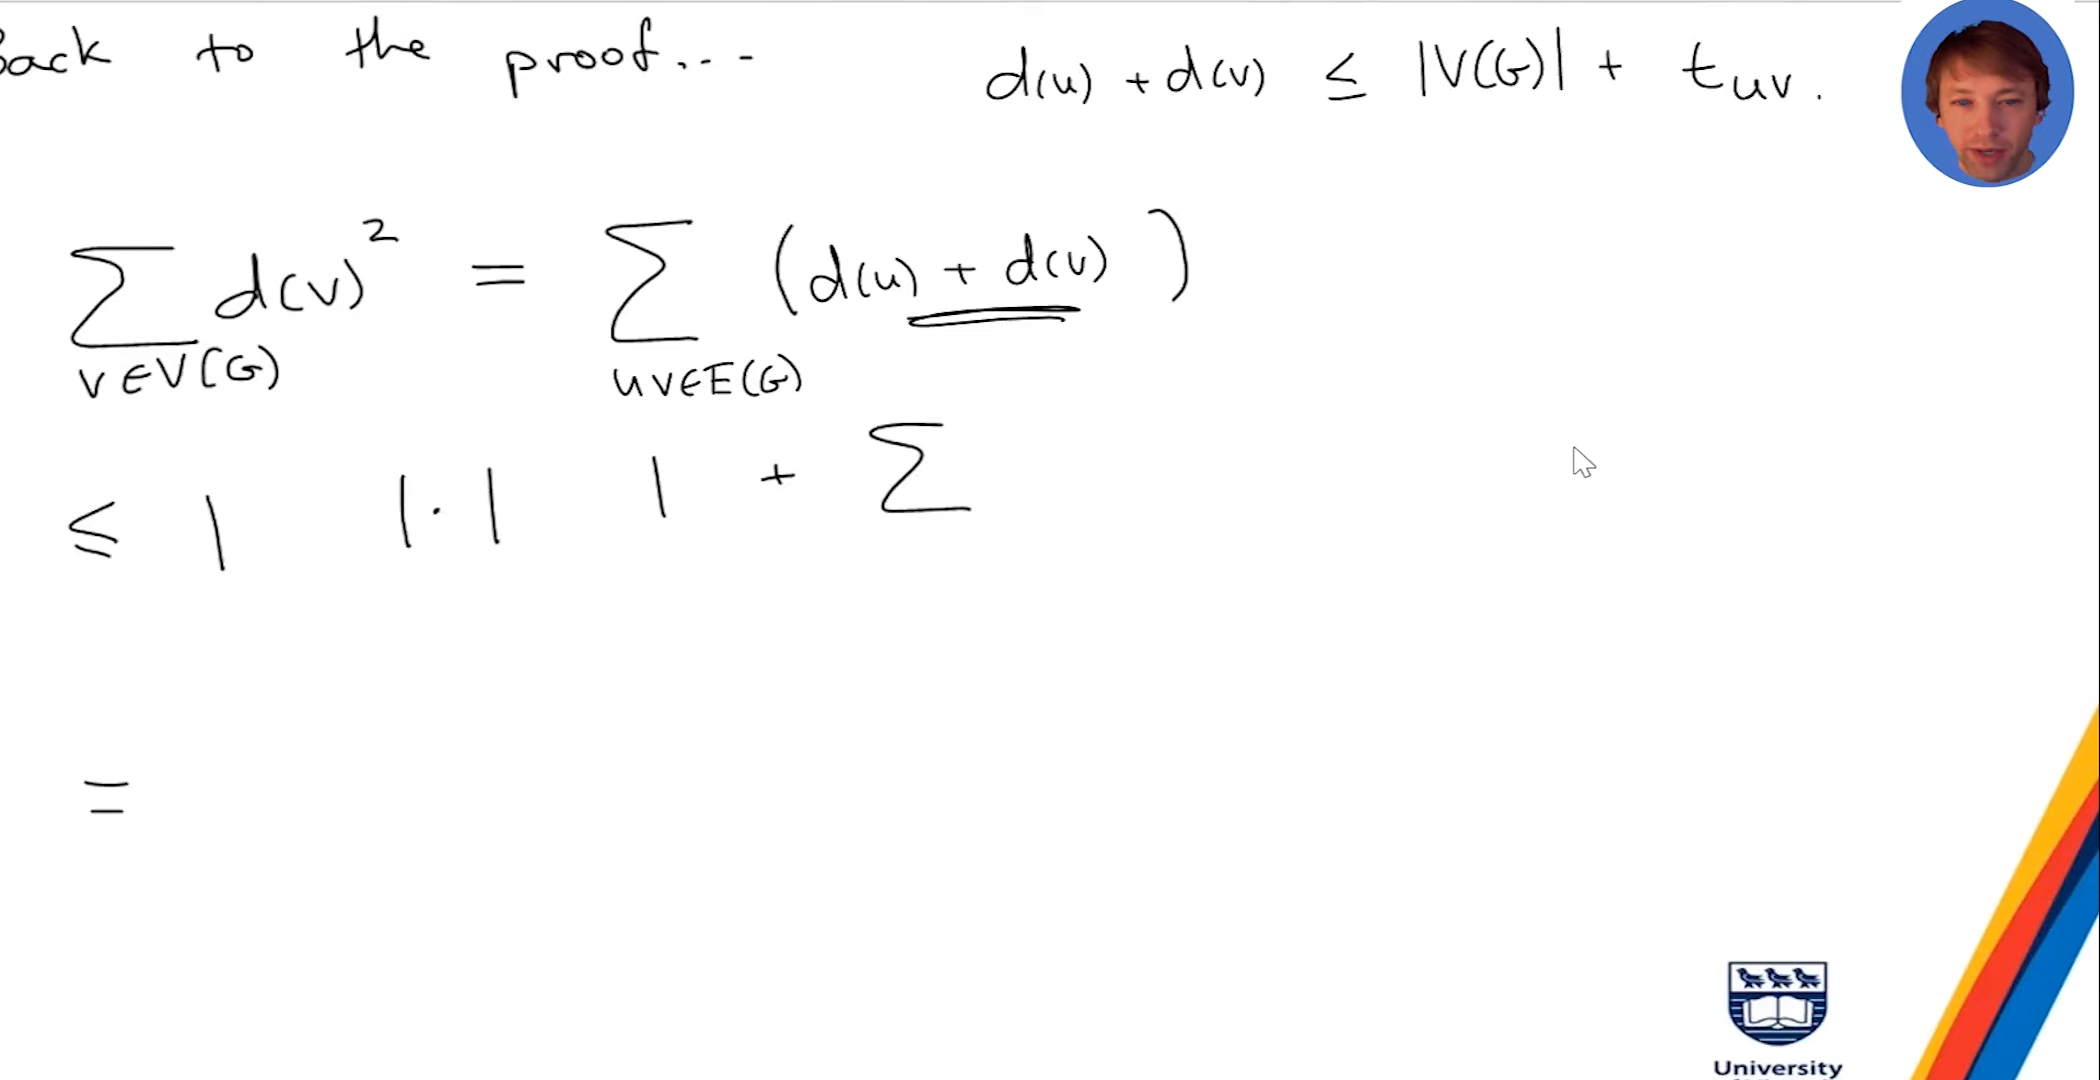 Back to the proof... d(u) + d(v) ≤ |V(G)| + t_uv.
∑ d(v)² = ∑ (d(u) + d(v))
v∈V(G) uv∈E(G)
≤ | |·| | + ∑
=
University